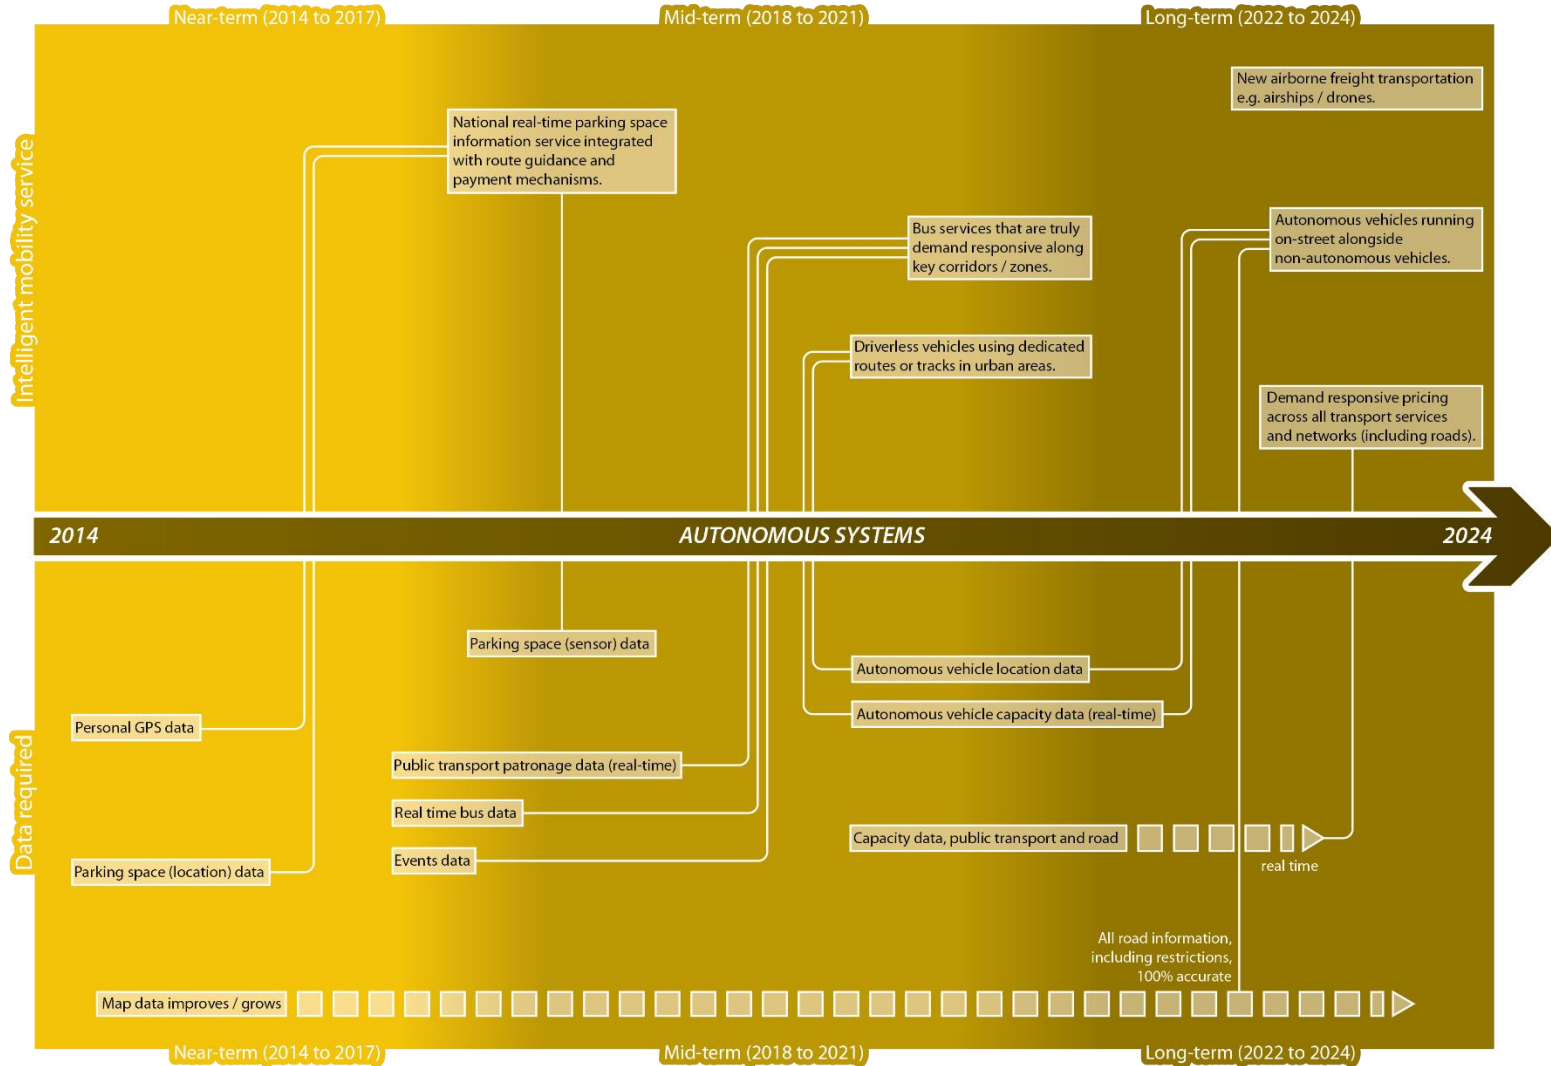 Near-term (2014 to 2017)
Mid-term (2018 to 2021)
Long-term (2022 to 2024)
Intelligent mobility service
New airborne freight transportation
e.g. airships / drones.
National real-time parking space
information service integrated
with route guidance and
payment mechanisms.
Bus services that are truly
demand responsive along
key corridors / zones.
Autonomous vehicles running
on-street alongside
non-autonomous vehicles.
Driverless vehicles using dedicated
routes or tracks in urban areas.
Demand responsive pricing
across all transport services
and networks (including roads).
2014
AUTONOMOUS SYSTEMS
2024
Data required
Parking space (sensor) data
Autonomous vehicle location data
Personal GPS data
Autonomous vehicle capacity data (real-time)
Public transport patronage data (real-time)
Real time bus data
Capacity data, public transport and road
real time
Events data
Parking space (location) data
All road information,
including restrictions,
100% accurate
Map data improves / grows
Near-term (2014 to 2017)
Mid-term (2018 to 2021)
Long-term (2022 to 2024)